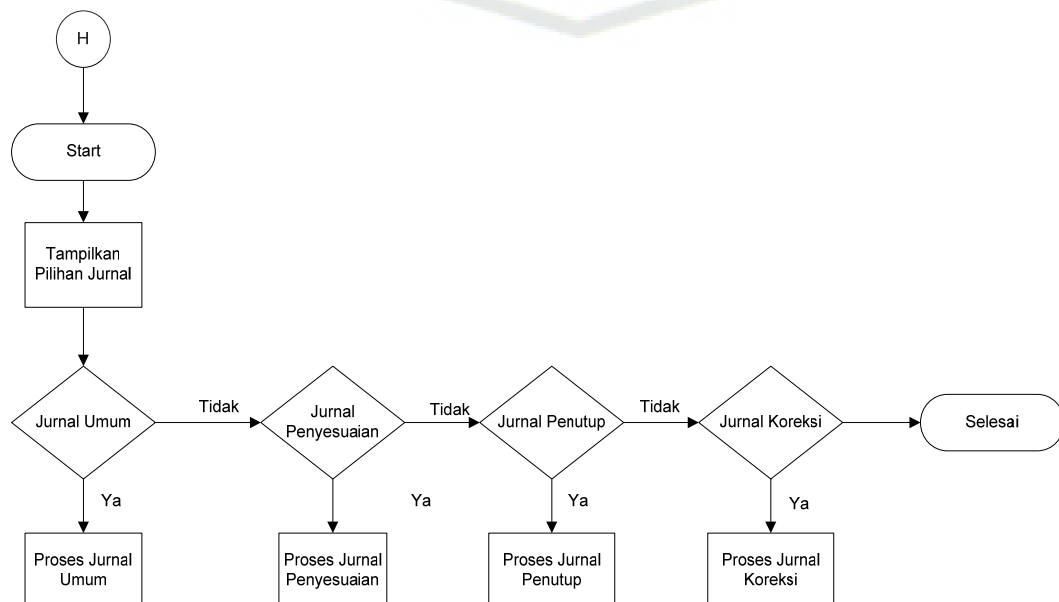 H
Start
Tampilkan
Pilihan Jurnal
Jurnal Umum
Tidak
Jurnal
Penyesuaian
Tidak
Jurnal Penutup
Tidak
Jurnal Koreksi
Selesai
Ya
Ya
Ya
Ya
Proses Jurnal
Umum
Proses Jurnal
Penyesuaian
Proses Jurnal
Penutup
Proses Jurnal
Koreksi